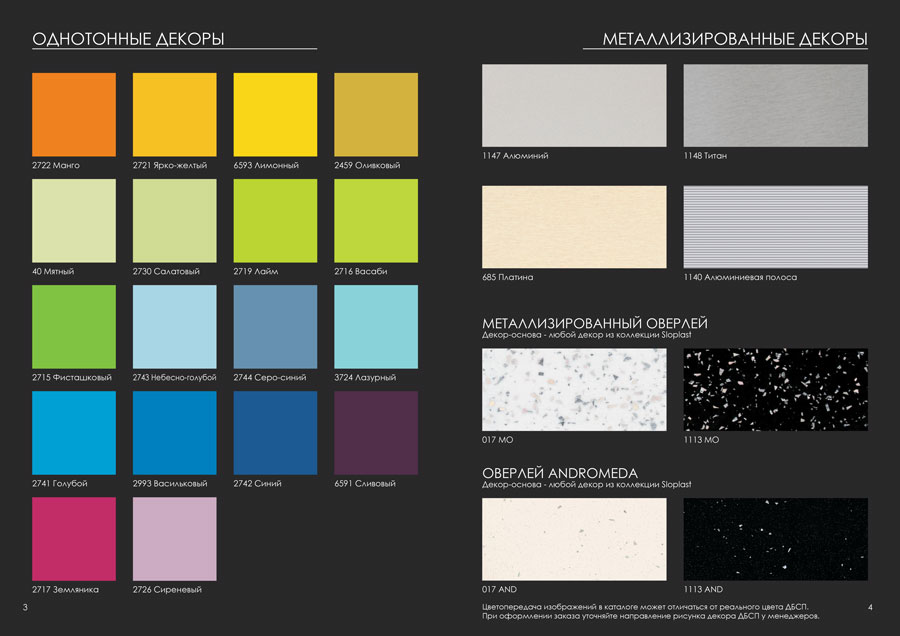 ОДНОТОННЫЕ ДЕКОРЫ
2722 Манго
2721 Ярко-желтый
6593 Лимонный
2459 Оливковый
40 Мятный
2730 Салатовый
2719 Лайм
2716 Васаби
2715 Фисташковый
2743 Небесно-голубой
2744 Серо-синий
3724 Лазурный
2741 Голубой
2993 Васильковый
2742 Синий
6591 Сливовый
2717 Земляника
2726 Сиреневый
3
МЕТАЛЛИЗИРОВАННЫЕ ДЕКОРЫ
1147 Алюминий
1148 Титан
685 Платина
1140 Алюминиевая полоса
МЕТАЛЛИЗИРОВАННЫЙ ОВЕРЛЕЙ
Декор-основа - любой декор из коллекции Sloplast
017 MO
1113 MO
ОВЕРЛЕЙ ANDROMEDA
Декор-основа - любой декор из коллекции Sloplast
017 AND
1113 AND
Цветопередача изображений в каталоге может отличаться от реального цвета ДБСП.
При оформлении заказа уточняйте направление рисунка декора ДБСП у менеджеров.
4